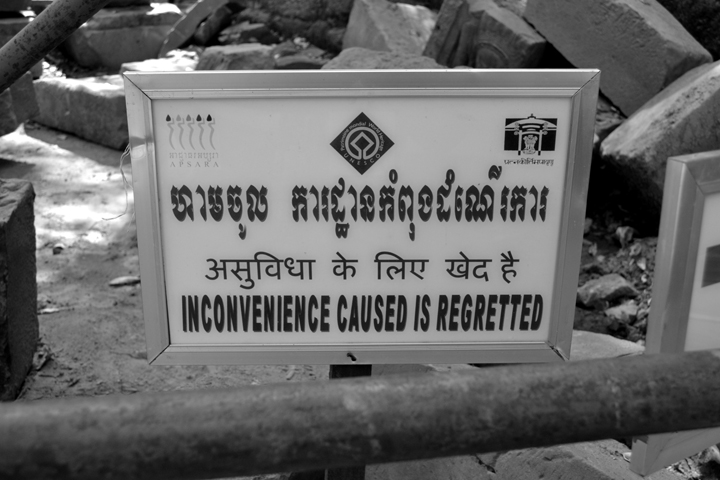 APSARA
UNESCO
ហាមចូល ការដ្ឋានកំពុងដំណើរការ
असुविधा के लिए खेद है
INCONVENIENCE CAUSED IS REGRETTED